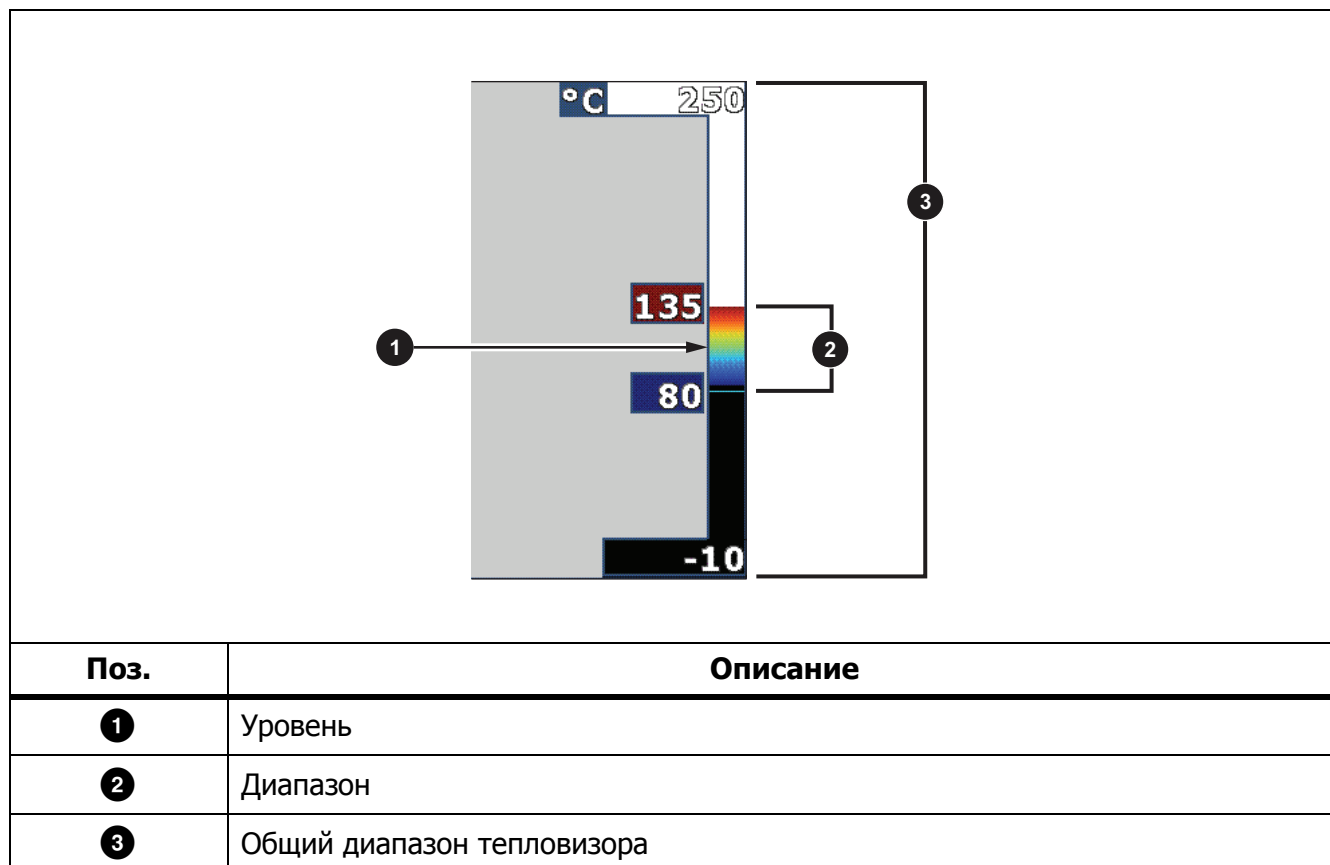 °C 250
3
135
1 2
80
-10
Поз. Описание
1 Уровень
2 Диапазон
3 Общий диапазон тепловизора